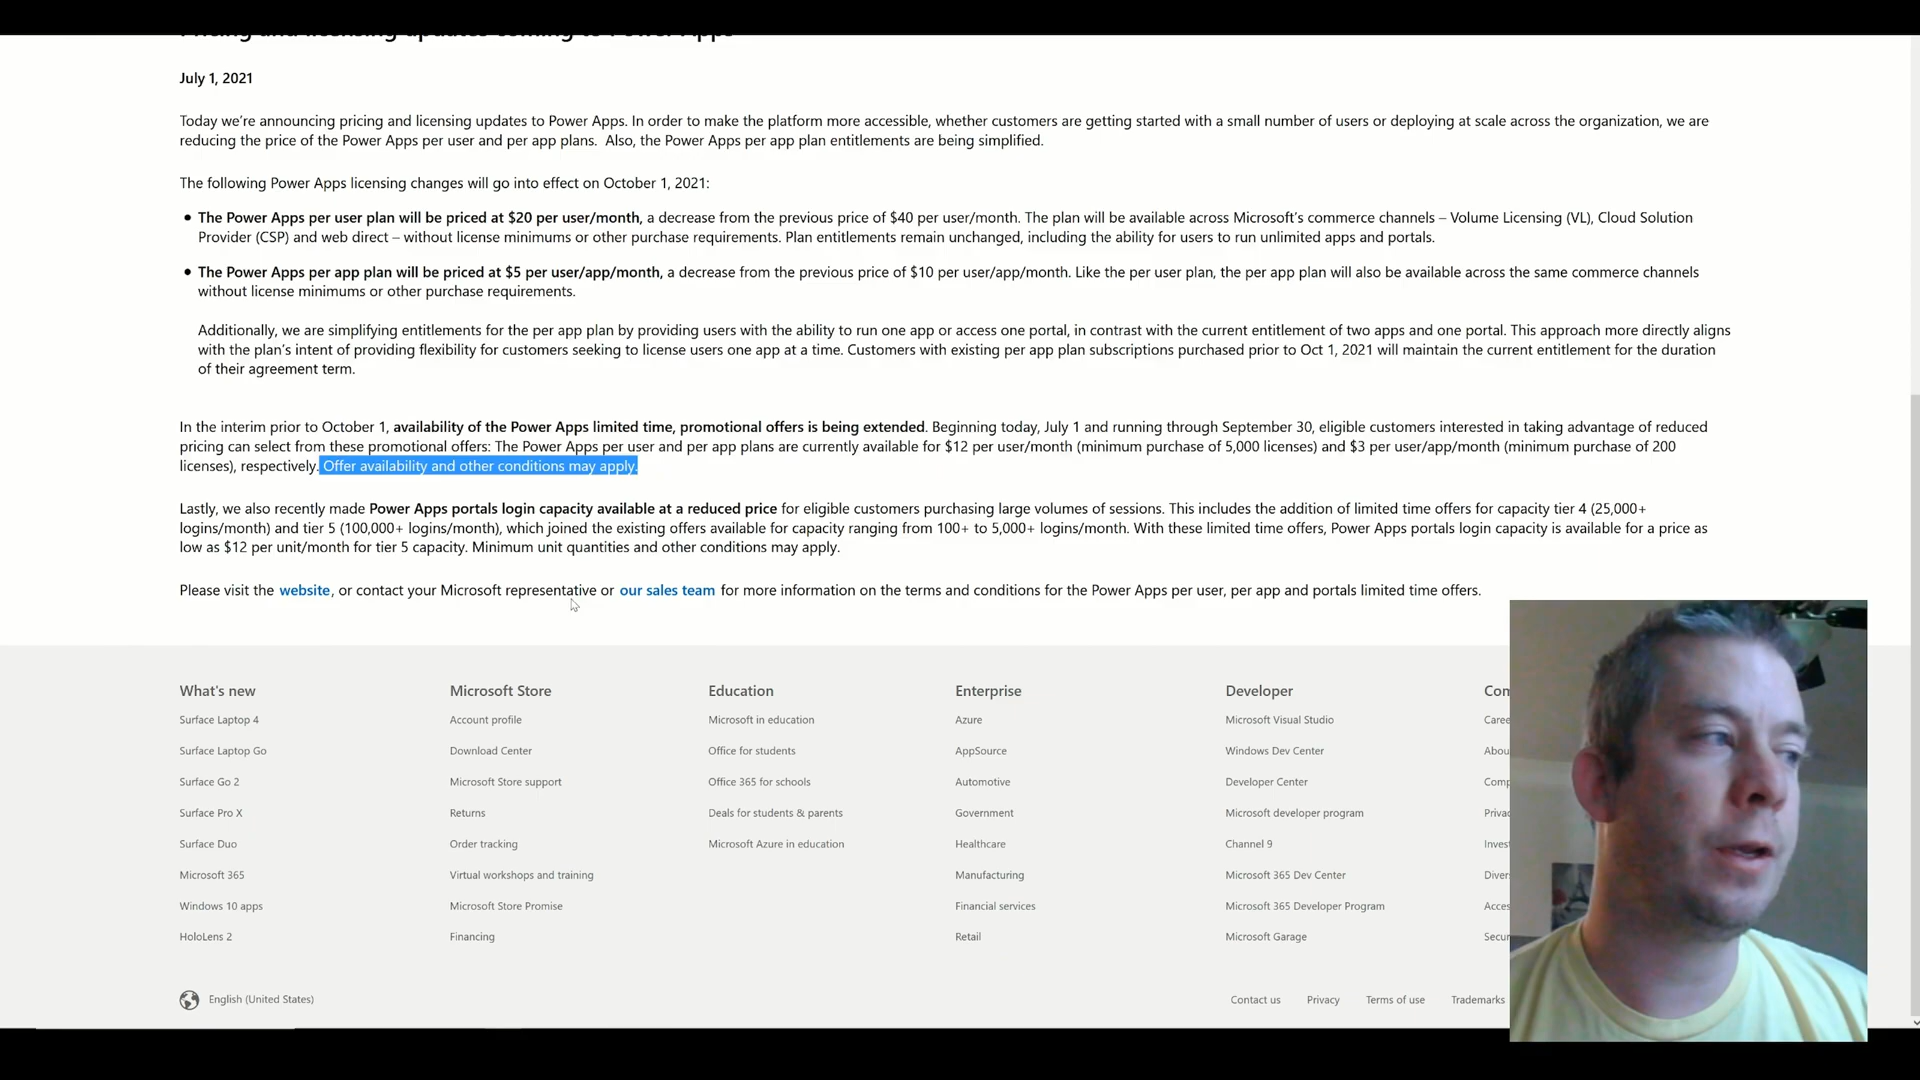 Pricing and licensing updates coming to Power Apps
July 1, 2021
Today we're announcing pricing and licensing updates to Power Apps. In order to make the platform more accessible, whether customers are getting started with a small number of users or deploying at scale across the organization, we are
reducing the price of the Power Apps per user and per app plans.  Also, the Power Apps per app plan entitlements are being simplified.
The following Power Apps licensing changes will go into effect on October 1, 2021:
• The Power Apps per user plan will be priced at $20 per user/month, a decrease from the previous price of $40 per user/month. The plan will be available across Microsoft's commerce channels – Volume Licensing (VL), Cloud Solution
Provider (CSP) and web direct – without license minimums or other purchase requirements. Plan entitlements remain unchanged, including the ability for users to run unlimited apps and portals.
• The Power Apps per app plan will be priced at $5 per user/app/month, a decrease from the previous price of $10 per user/app/month. Like the per user plan, the per app plan will also be available across the same commerce channels
without license minimums or other purchase requirements.
Additionally, we are simplifying entitlements for the per app plan by providing users with the ability to run one app or access one portal, in contrast with the current entitlement of two apps and one portal. This approach more directly aligns
with the plan's intent of providing flexibility for customers seeking to license users one app at a time. Customers with existing per app plan subscriptions purchased prior to Oct 1, 2021 will maintain the current entitlement for the duration
of their agreement term.
In the interim prior to October 1, availability of the Power Apps limited time, promotional offers is being extended. Beginning today, July 1 and running through September 30, eligible customers interested in taking advantage of reduced
pricing can select from these promotional offers: The Power Apps per user and per app plans are currently available for $12 per user/month (minimum purchase of 5,000 licenses) and $3 per user/app/month (minimum purchase of 200
licenses), respectively. Offer availability and other conditions may apply.
Lastly, we also recently made Power Apps portals login capacity available at a reduced price for eligible customers purchasing large volumes of sessions. This includes the addition of limited time offers for capacity tier 4 (25,000+
logins/month) and tier 5 (100,000+ logins/month), which joined the existing offers available for capacity ranging from 100+ to 5,000+ logins/month. With these limited time offers, Power Apps portals login capacity is available for a price as
low as $12 per unit/month for tier 5 capacity. Minimum unit quantities and other conditions may apply.
Please visit the website, or contact your Microsoft representative or our sales team for more information on the terms and conditions for the Power Apps per user, per app and portals limited time offers.
What's new
Surface Laptop 4
Surface Laptop Go
Surface Go 2
Surface Pro X
Surface Duo
Microsoft 365
Windows 10 apps
HoloLens 2
Microsoft Store
Account profile
Download Center
Microsoft Store support
Returns
Order tracking
Virtual workshops and training
Microsoft Store Promise
Financing
Education
Microsoft in education
Office for students
Office 365 for schools
Deals for students & parents
Microsoft Azure in education
Enterprise
Azure
AppSource
Automotive
Government
Healthcare
Manufacturing
Financial services
Retail
Developer
Microsoft Visual Studio
Windows Dev Center
Developer Center
Microsoft developer program
Channel 9
Microsoft 365 Dev Center
Microsoft 365 Developer Program
Microsoft Garage
English (United States)
Contact us
Privacy
Terms of use
Trademarks